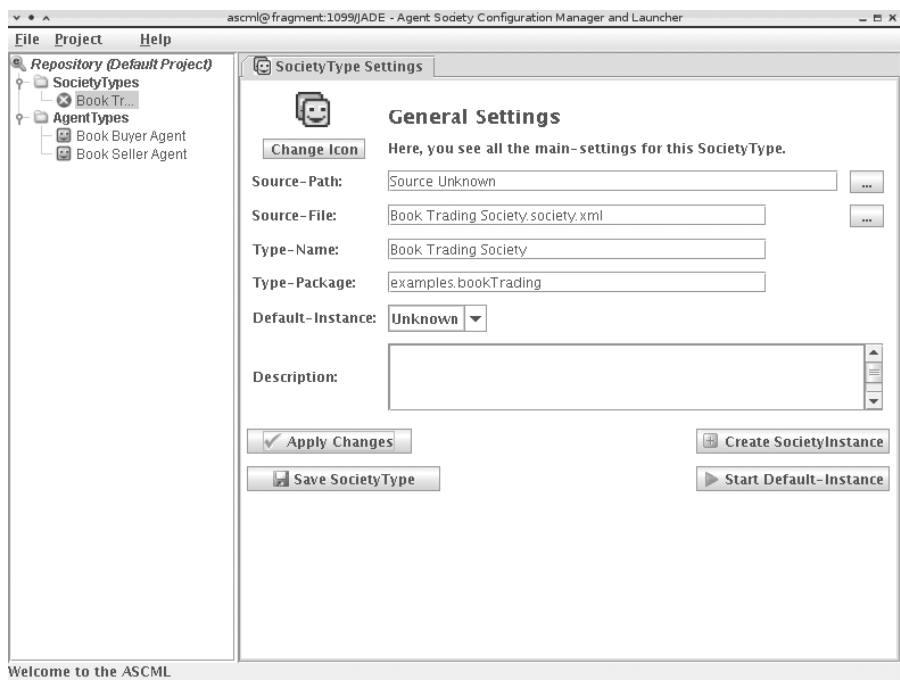 ascml@fragment:1099/JADE - Agent Society Configuration Manager and Launcher
File Project Help
Repository (Default Project)
SocietyTypes
Book Tr...
AgentTypes
Book Buyer Agent
Book Seller Agent
SocietyType Settings
General Settings
Change Icon
Here, you see all the main-settings for this SocietyType.
Source-Path: Source Unknown ...
Source-File: Book Trading Society.society.xml ...
Type-Name: Book Trading Society
Type-Package: examples.bookTrading
Default-Instance: Unknown
Description:
Apply Changes Create SocietyInstance
Save SocietyType Start Default-Instance
Welcome to the ASCML